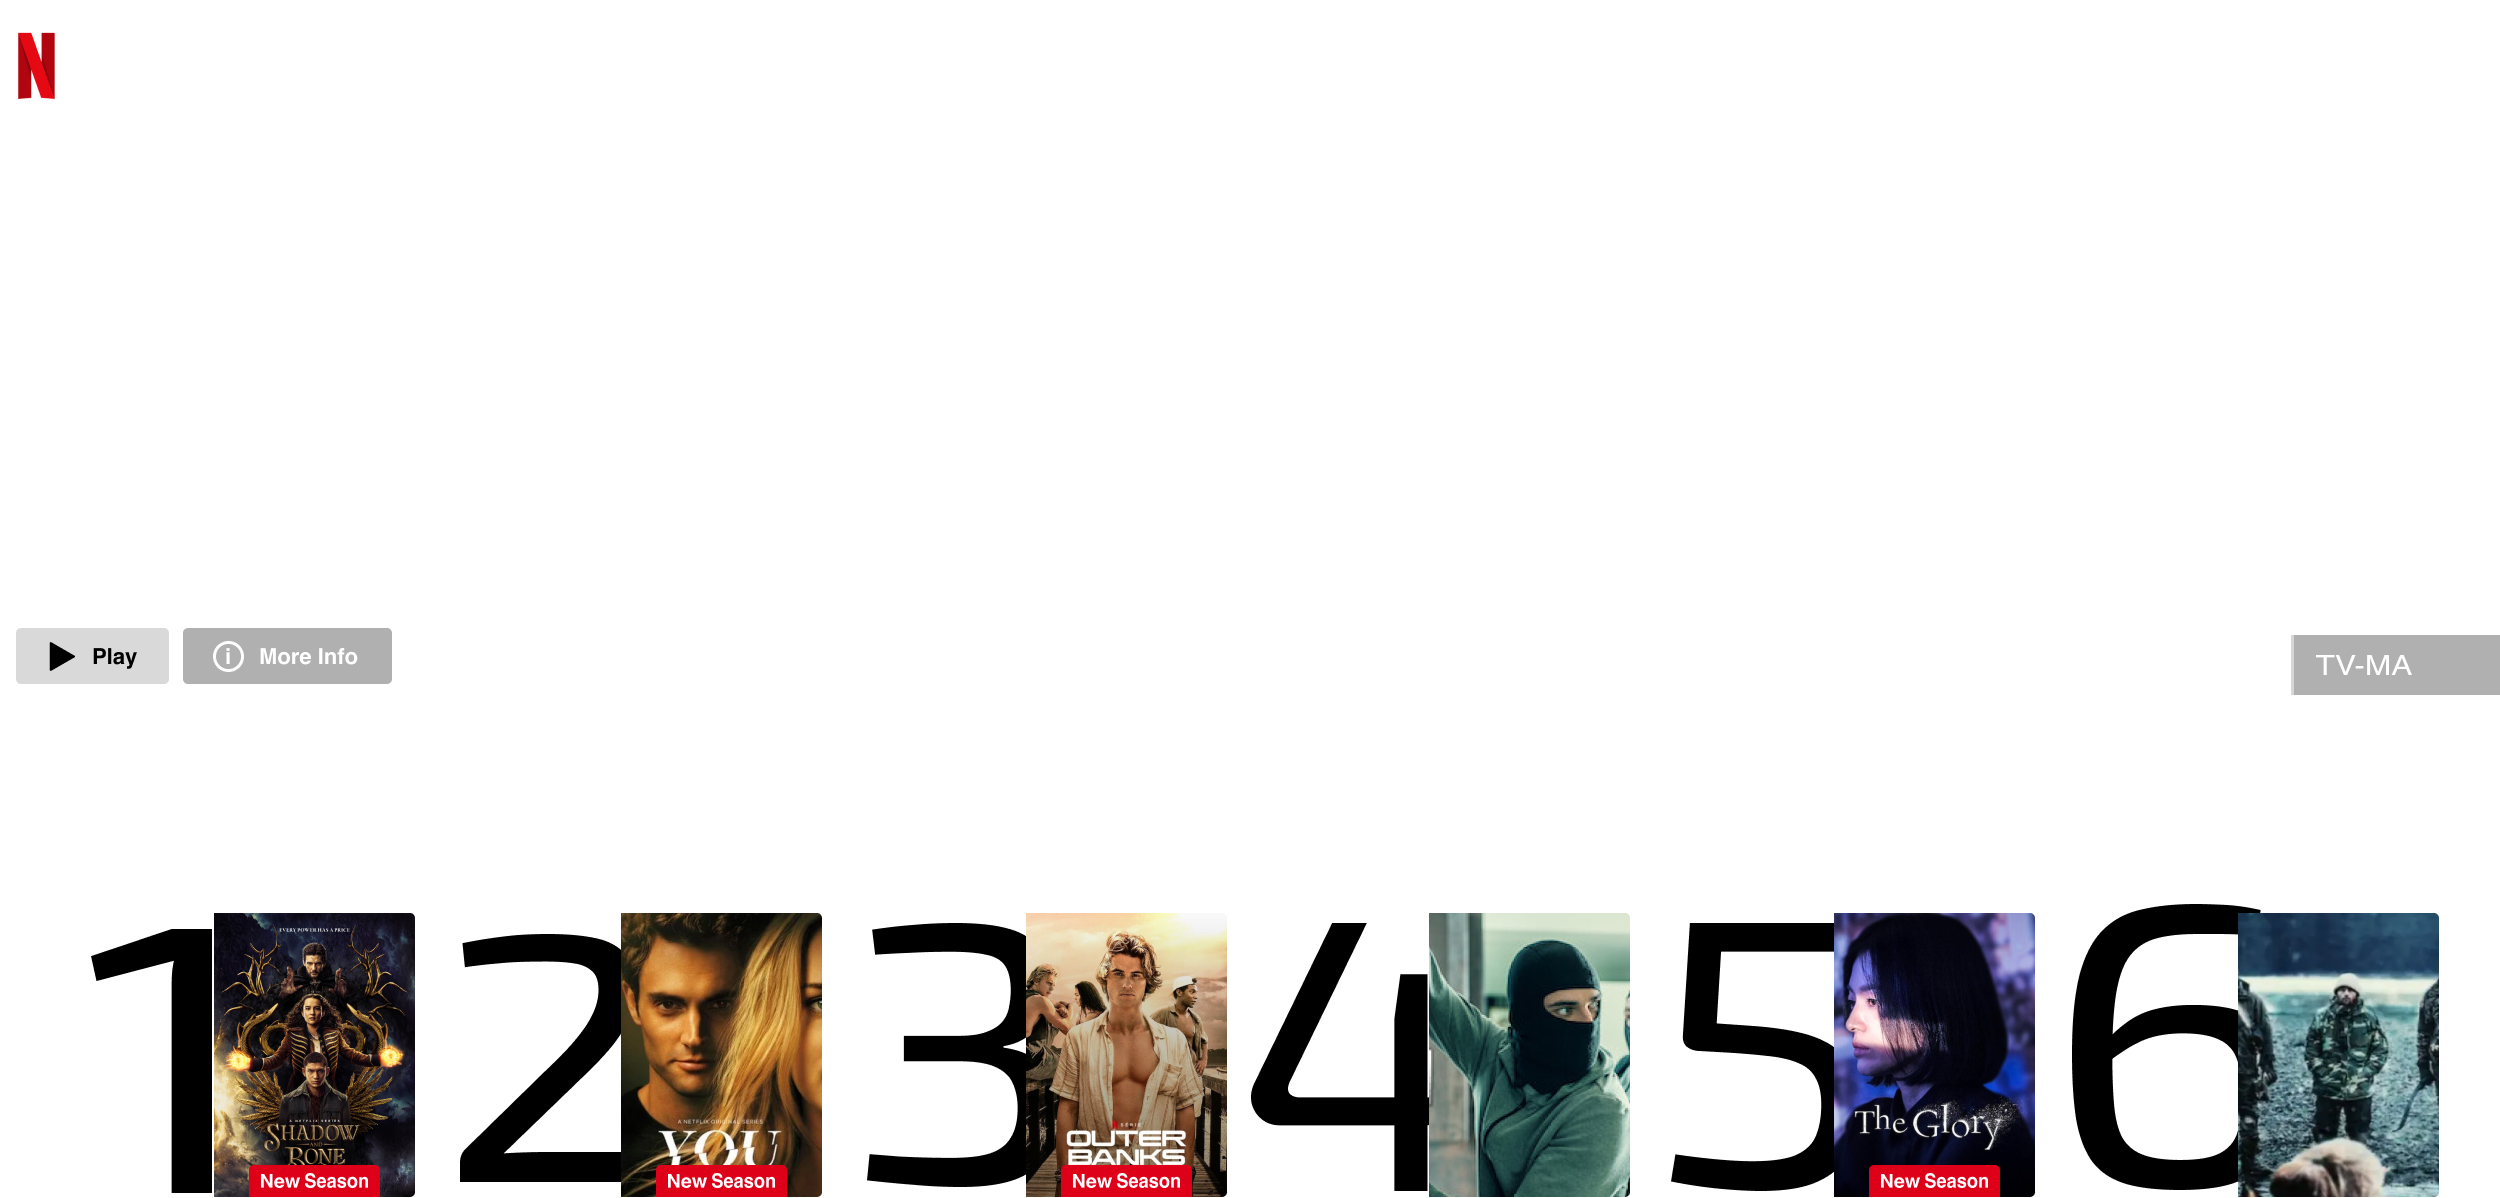 N
Play
More Info
TV-MA
1
EVERY POWER HAS A PRICE
A NETFLIX SERIES
SHADOW
AND
BONE
New Season
2
A NETFLIX ORIGINAL SERIES
YOU
New Season
3
SERIE
OUTER
BANKS
New Season
4
5
The Glory
New Season
6